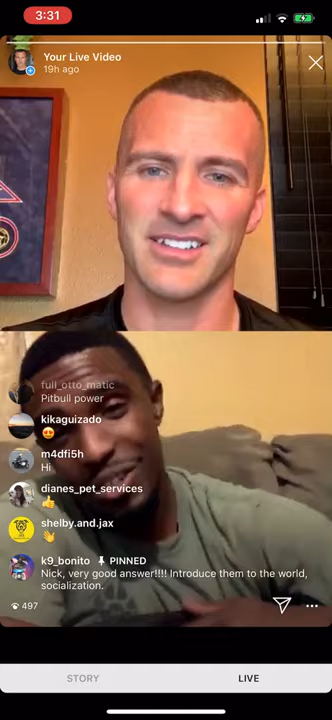 3:31
Your Live Video
19h ago
full_otto_matic
Pitbull power
kikaguizado
😍
m4dfi5h
Hi
dianes_pet_services
👍
shelby.and.jax
👋
k9_bonito PINNED
Nick, very good answer!!!! Introduce them to the world,
socialization.
497
STORY
LIVE